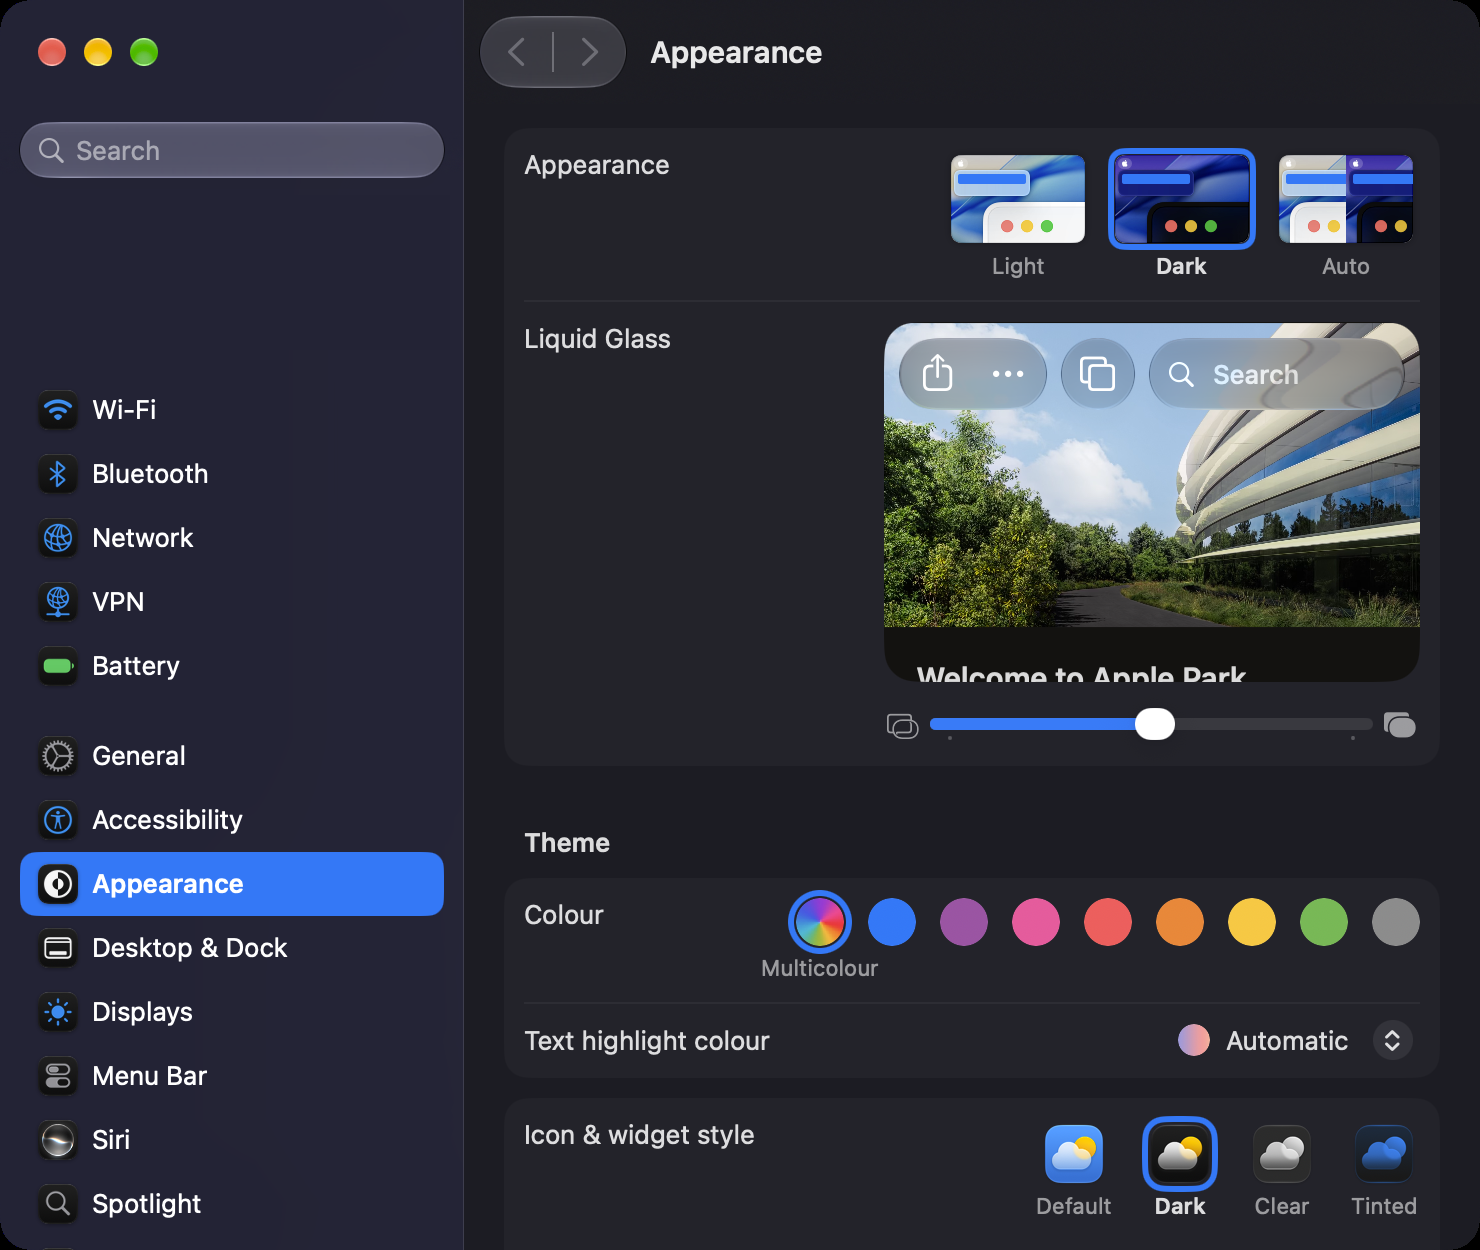 Search
Wi-Fi
Bluetooth
Network
VPN
Battery
General
Accessibility
Appearance
Desktop & Dock
Displays
Menu Bar
Siri
Spotlight
Appearance
Appearance
Light
Dark
Auto
Liquid Glass
Search
Welcome to Apple Park
Theme
Colour
Multicolour
Text highlight colour
Automatic
Icon & widget style
Default
Dark
Clear
Tinted